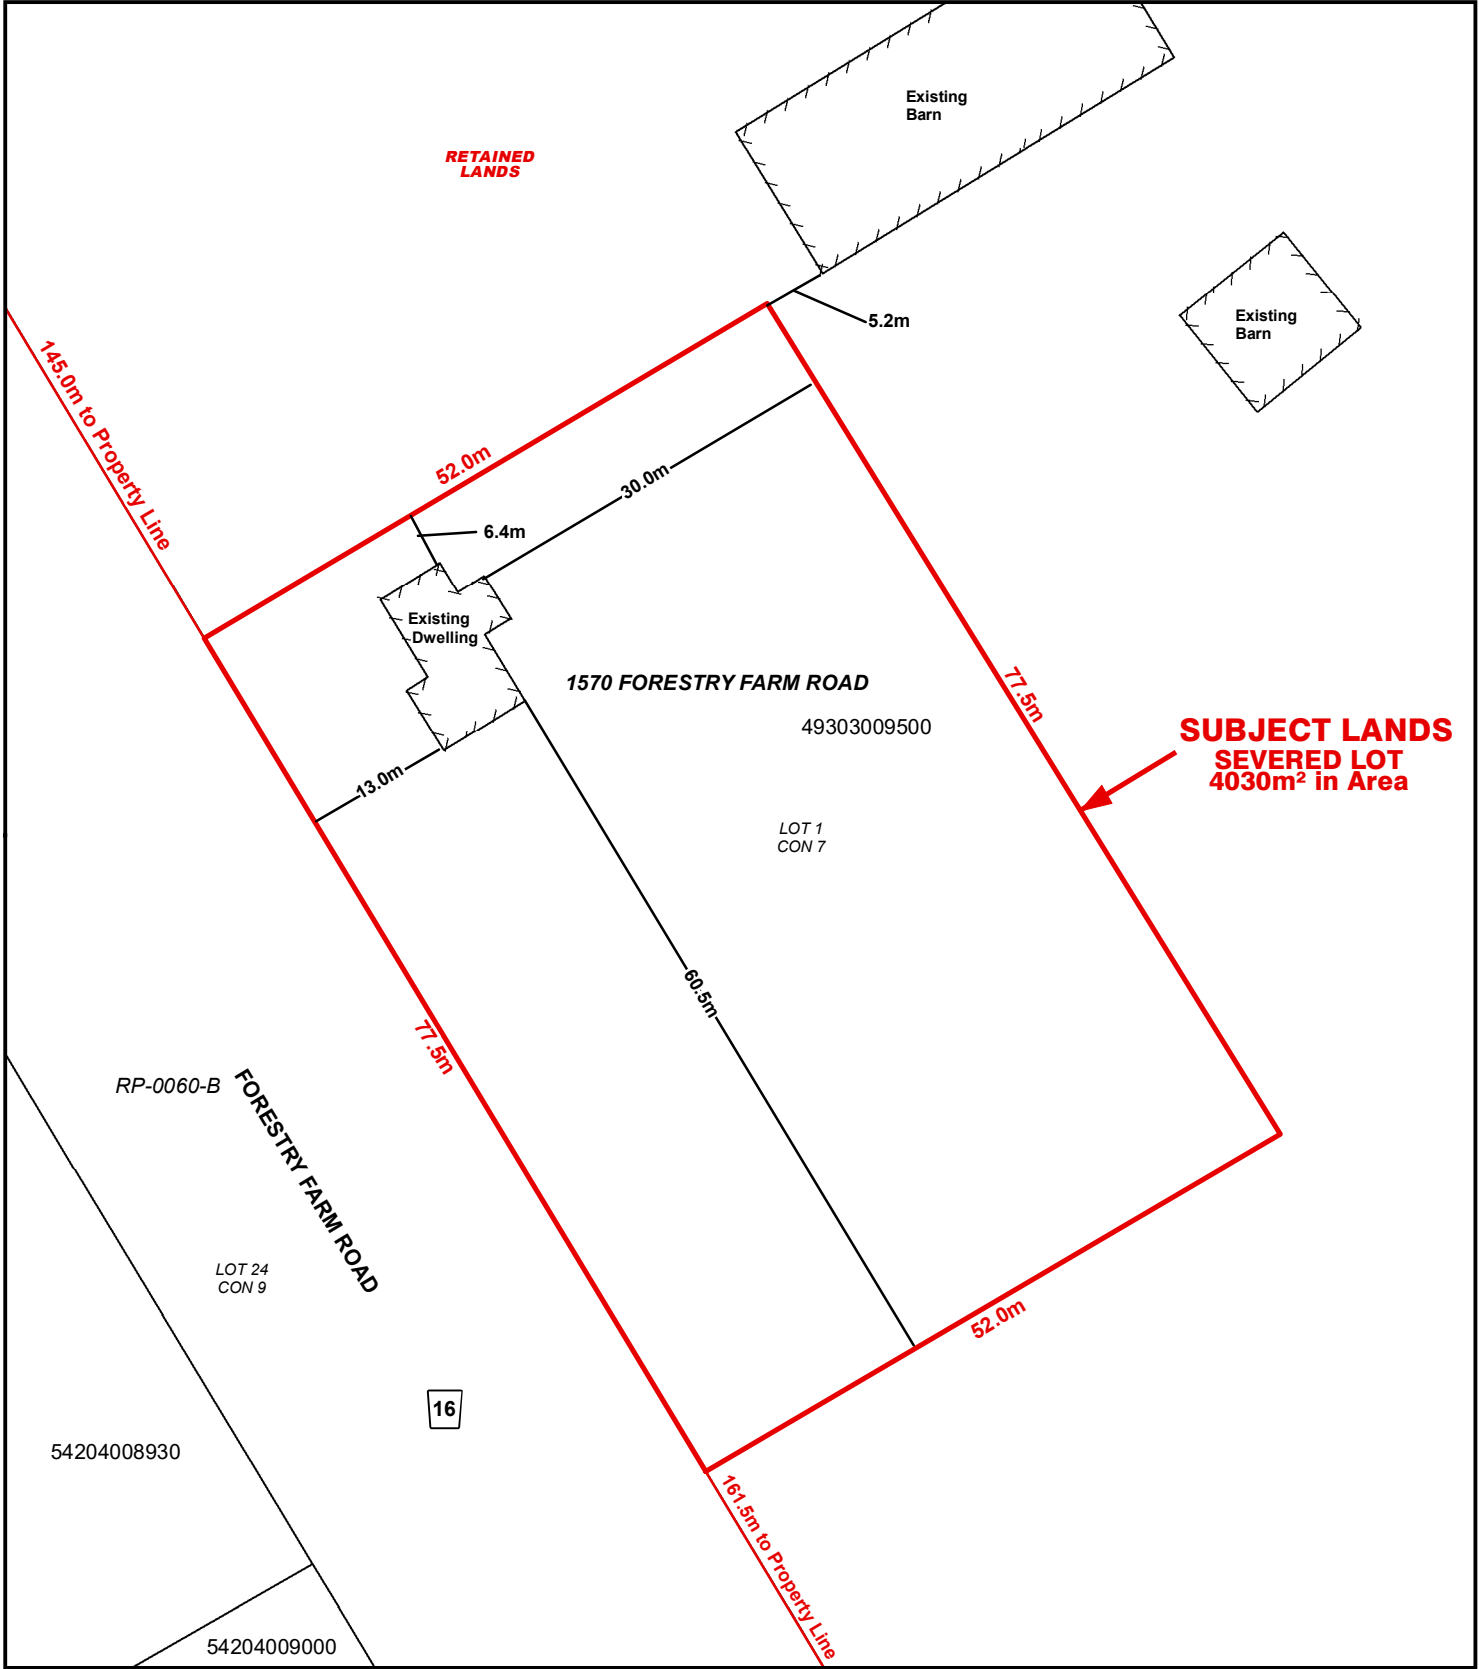 Existing
Barn
RETAINED
LANDS
Existing
Barn
5.2m
145.0m to Property Line
52.0m
30.0m
6.4m
Existing
Dwelling
1570 FORESTRY FARM ROAD
77.5m
49303009500
SUBJECT LANDS
SEVERED LOT
4030m² in Area
13.0m
LOT 1
CON 7
60.5m
77.5m
RP-0060-B
FORESTRY FARM ROAD
LOT 24
CON 9
52.0m
16
54204008930
161.5m to Property Line
54204009000